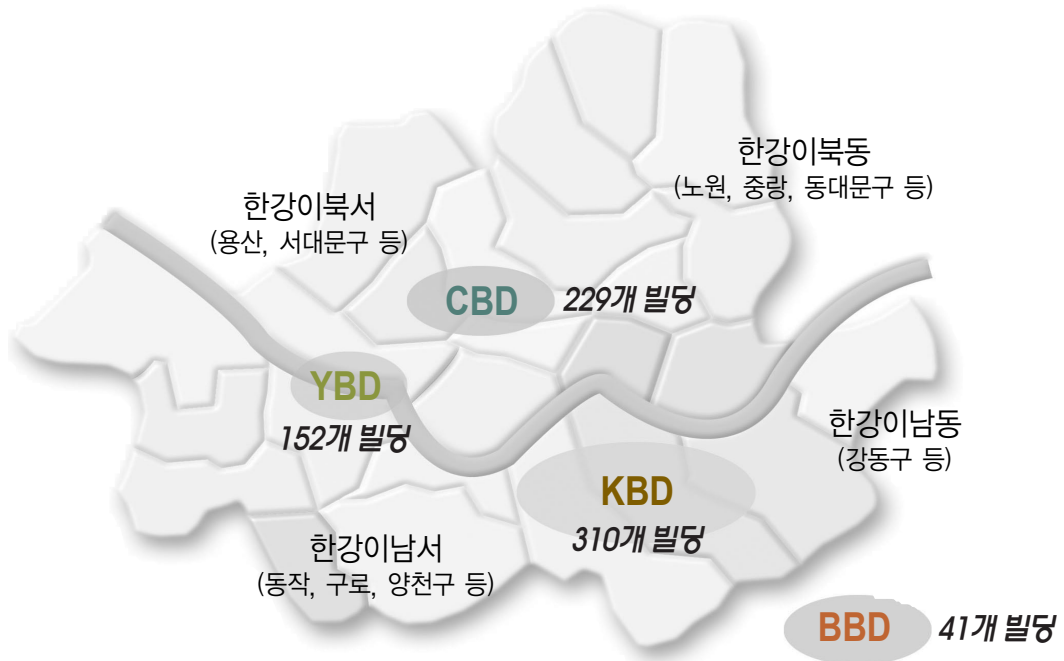 한강이북동
(노원, 중랑, 동대문구 등)
한강이북서
(용산, 서대문구 등)
CBD
229개 빌딩
YBD
152개 빌딩
한강이남동
(강동구 등)
KBD
310개 빌딩
한강이남서
(동작, 구로, 양천구 등)
BBD
41개 빌딩